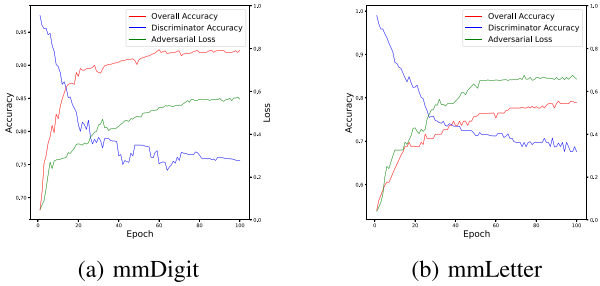 Overall Accuracy
Discriminator Accuracy
Adversarial Loss
Accuracy
0.95
0.90
0.85
0.80
0.75
0.70
1.0
0.8
0.6
0.4
0.2
0.0
Loss
0 20 40 60 80 100
Epoch
(a) mmDigit
Overall Accuracy
Discriminator Accuracy
Adversarial Loss
Accuracy
1.0
0.9
0.8
0.7
0.6
1.0
0.8
0.6
0.4
0.2
0.0
0 20 40 60 80 100
Epoch
(b) mmLetter